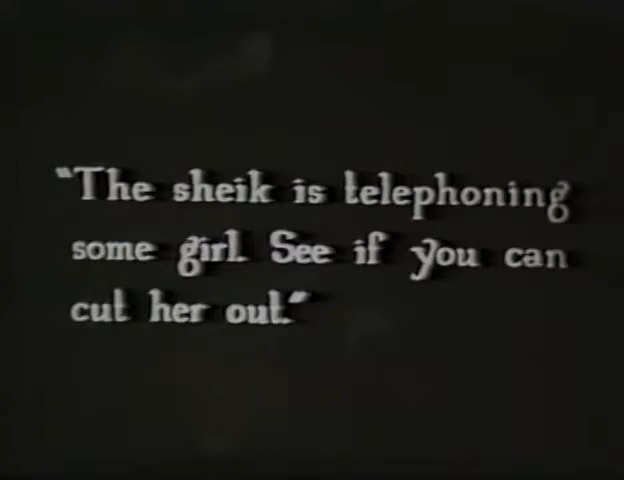 "The sheik is telephoning
some girl. See if you can
cut her out."